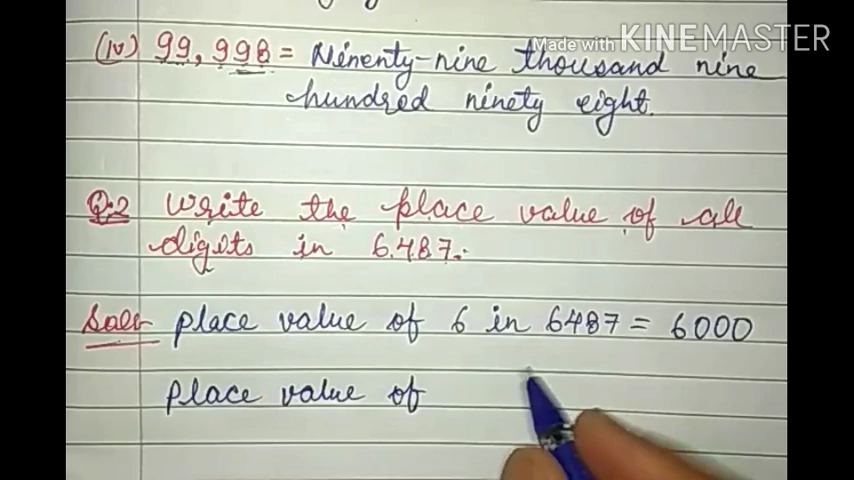 Made with KINEMASTER
(iv) 99,998 = Ninenty-nine thousand nine
hundred ninety eight.
Q.2 Write the place value of all
digits in 6487.
Sol:- place value of 6 in 6487 = 6000
place value of